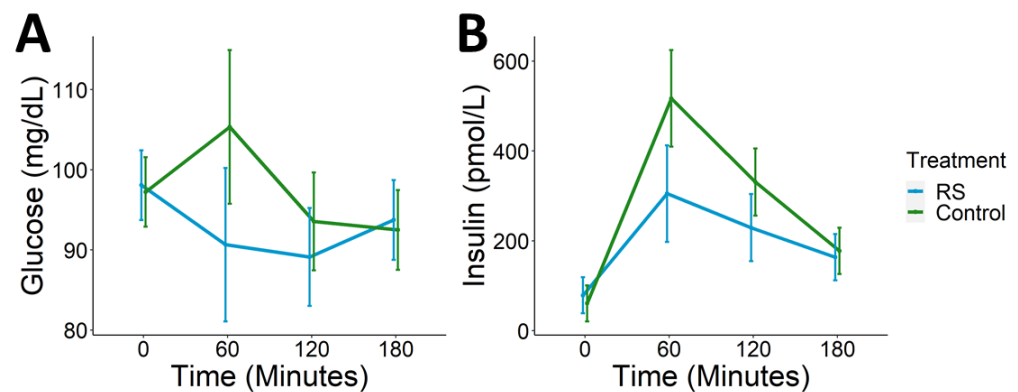 A
Glucose (mg/dL)
110
100
90
80
0 60 120 180
Time (Minutes)
B
Insulin (pmol/L)
600
400
200
0
0 60 120 180
Time (Minutes)
Treatment
RS
Control